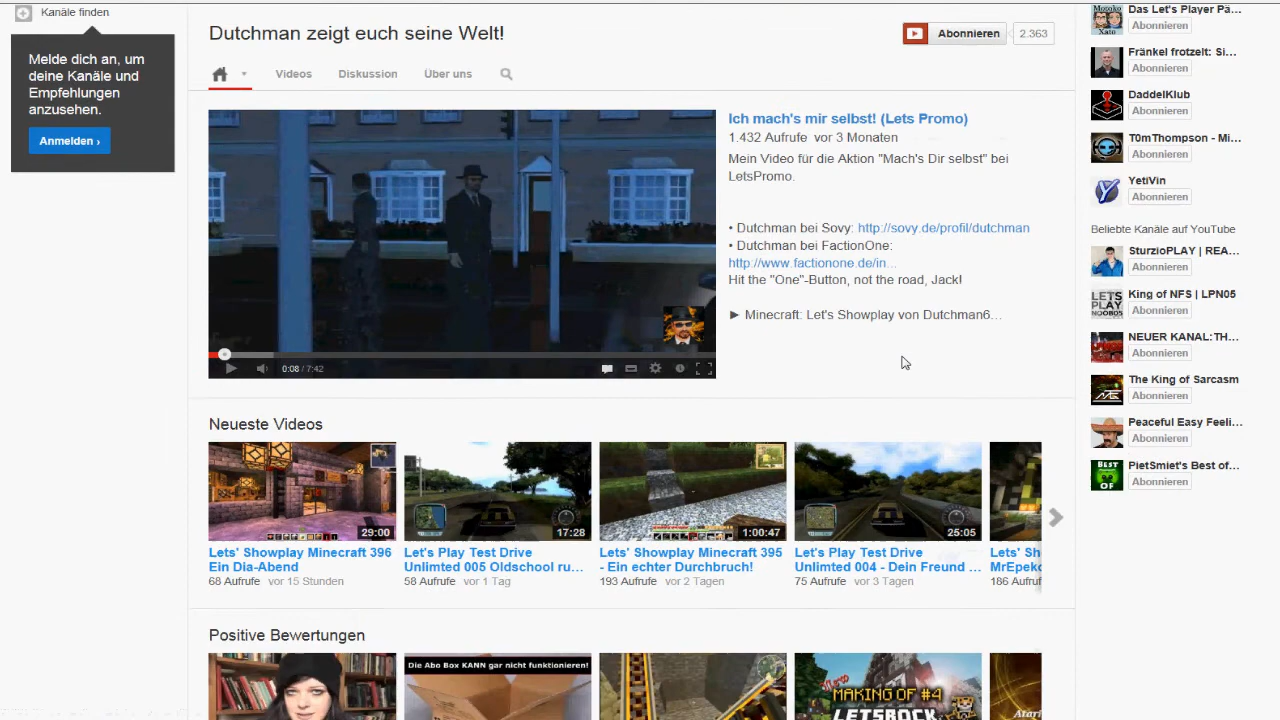 Kanäle finden
Melde dich an, um
deine Kanäle und
Empfehlungen
anzusehen.
Anmelden ›
Dutchman zeigt euch seine Welt!
Abonnieren
2.363
Videos
Diskussion
Über uns
0:08 / 7:42
Ich mach's mir selbst! (Lets Promo)
1.432 Aufrufe vor 3 Monaten
Mein Video für die Aktion "Mach's Dir selbst" bei
LetsPromo.
• Dutchman bei Sovy: http://sovy.de/profil/dutchman
• Dutchman bei FactionOne:
http://www.factionone.de/in...
Hit the "One"-Button, not the road, Jack!
► Minecraft: Let's Showplay von Dutchman6...
Neueste Videos
29:00
Lets' Showplay Minecraft 396
Ein Dia-Abend
68 Aufrufe vor 15 Stunden
17:28
Let's Play Test Drive
Unlimted 005 Oldschool ru...
58 Aufrufe vor 1 Tag
1:00:47
Lets' Showplay Minecraft 395
- Ein echter Durchbruch!
193 Aufrufe vor 2 Tagen
25:05
Let's Play Test Drive
Unlimted 004 - Dein Freund ...
75 Aufrufe vor 3 Tagen
Lets' Sh
MrEpeko
186 Aufruf
Positive Bewertungen
Die Abo Box KANN gar nicht funktionieren!
MAKING OF #4
LETSROCK
Atari
Das Let's Player Pä...
Abonnieren
Fränkel frotzelt: Si...
Abonnieren
DaddelKlub
Abonnieren
T0mThompson - Mi...
Abonnieren
YetiVin
Abonnieren
Beliebte Kanäle auf YouTube
SturzioPLAY | REA...
Abonnieren
LETS
PLAY
NOOB05
King of NFS | LPN05
Abonnieren
NEUER KANAL: TH...
Abonnieren
The King of Sarcasm
Abonnieren
Peaceful Easy Feeli...
Abonnieren
BEST
OF
PietSmiet's Best of...
Abonnieren